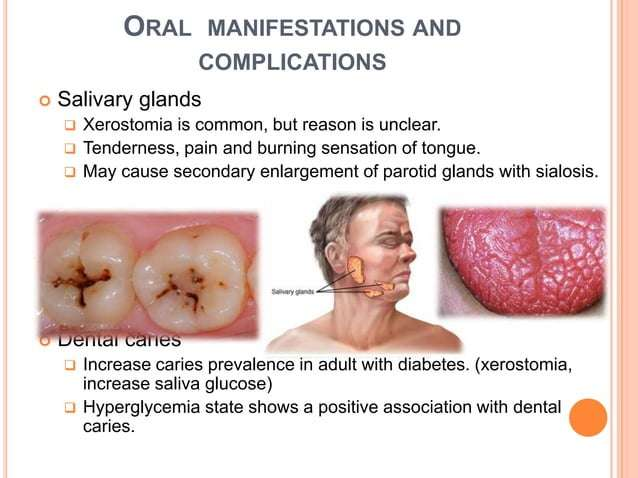 ORAL MANIFESTATIONS AND
COMPLICATIONS
Salivary glands
Xerostomia is common, but reason is unclear.
Tenderness, pain and burning sensation of tongue.
May cause secondary enlargement of parotid glands with sialosis.
Salivary glands
Dental caries
Increase caries prevalence in adult with diabetes. (xerostomia,
increase saliva glucose)
Hyperglycemia state shows a positive association with dental
caries.